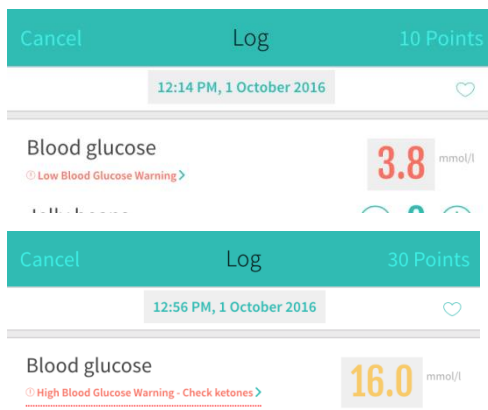 Cancel Log 10 Points
12:14 PM, 1 October 2016
Blood glucose 3.8 mmol/l
Low Blood Glucose Warning >
Cancel Log 30 Points
12:56 PM, 1 October 2016
Blood glucose 16.0 mmol/l
High Blood Glucose Warning - Check ketones >